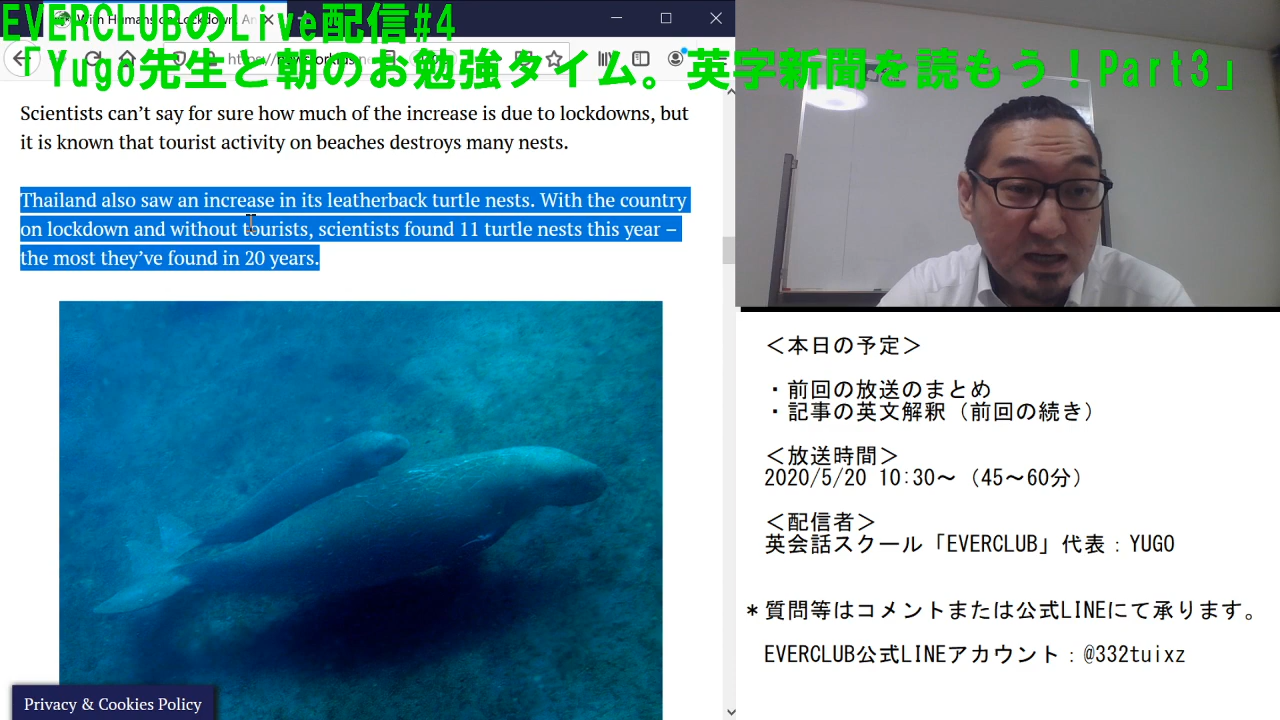 EVERCLUBのLive配信#4
「Yugo先生と朝のお勉強タイム。英字新聞を読もう！Part3」
Scientists can't say for sure how much of the increase is due to lockdowns, but
it is known that tourist activity on beaches destroys many nests.
Thailand also saw an increase in its leatherback turtle nests. With the country
on lockdown and without tourists, scientists found 11 turtle nests this year –
the most they've found in 20 years.
Privacy & Cookies Policy
＜本日の予定＞
・前回の放送のまとめ
・記事の英文解釈（前回の続き）
＜放送時間＞
2020/5/20 10:30～（45～60分）
＜配信者＞
英会話スクール「EVERCLUB」代表：YUGO
＊質問等はコメントまたは公式LINEにて承ります。
EVERCLUB公式LINEアカウント：@332tuixz